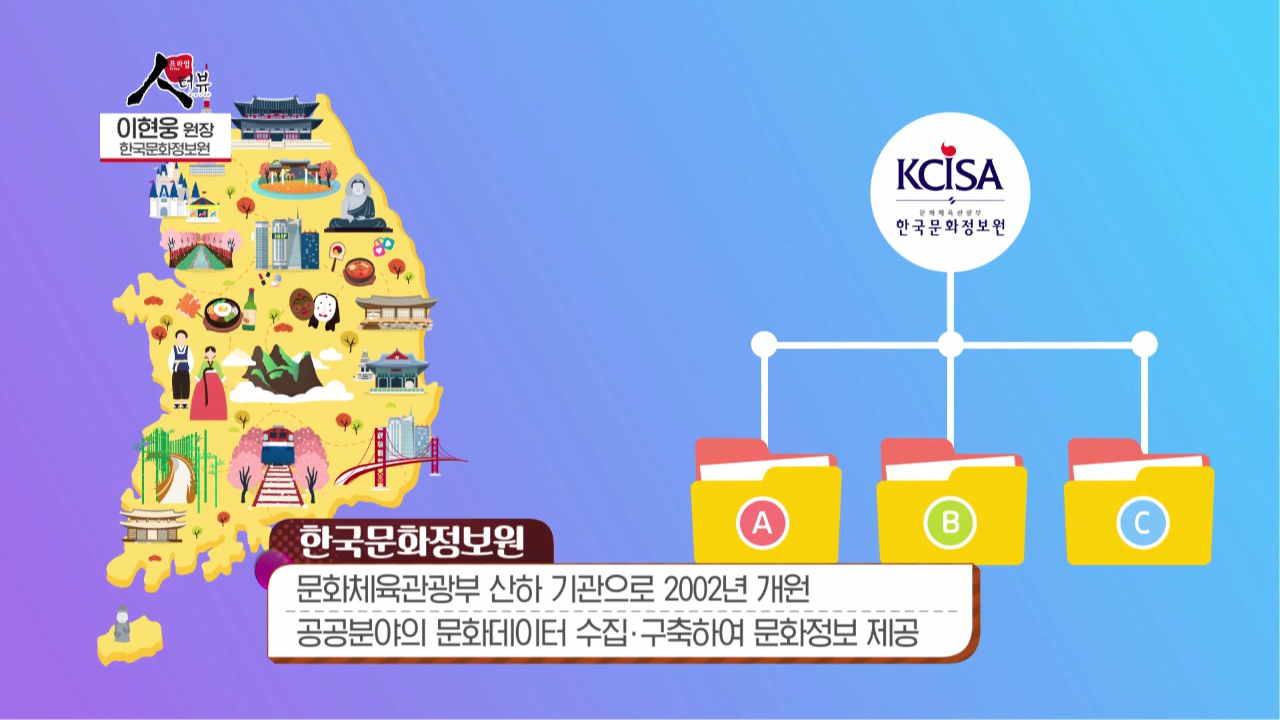 프라임
人터뷰
이현웅 원장
한국문화정보원
KCISA
문화체육관광부
한국문화정보원
A
B
C
한국문화정보원
문화체육관광부 산하 기관으로 2002년 개원
공공분야의 문화데이터 수집·구축하여 문화정보 제공